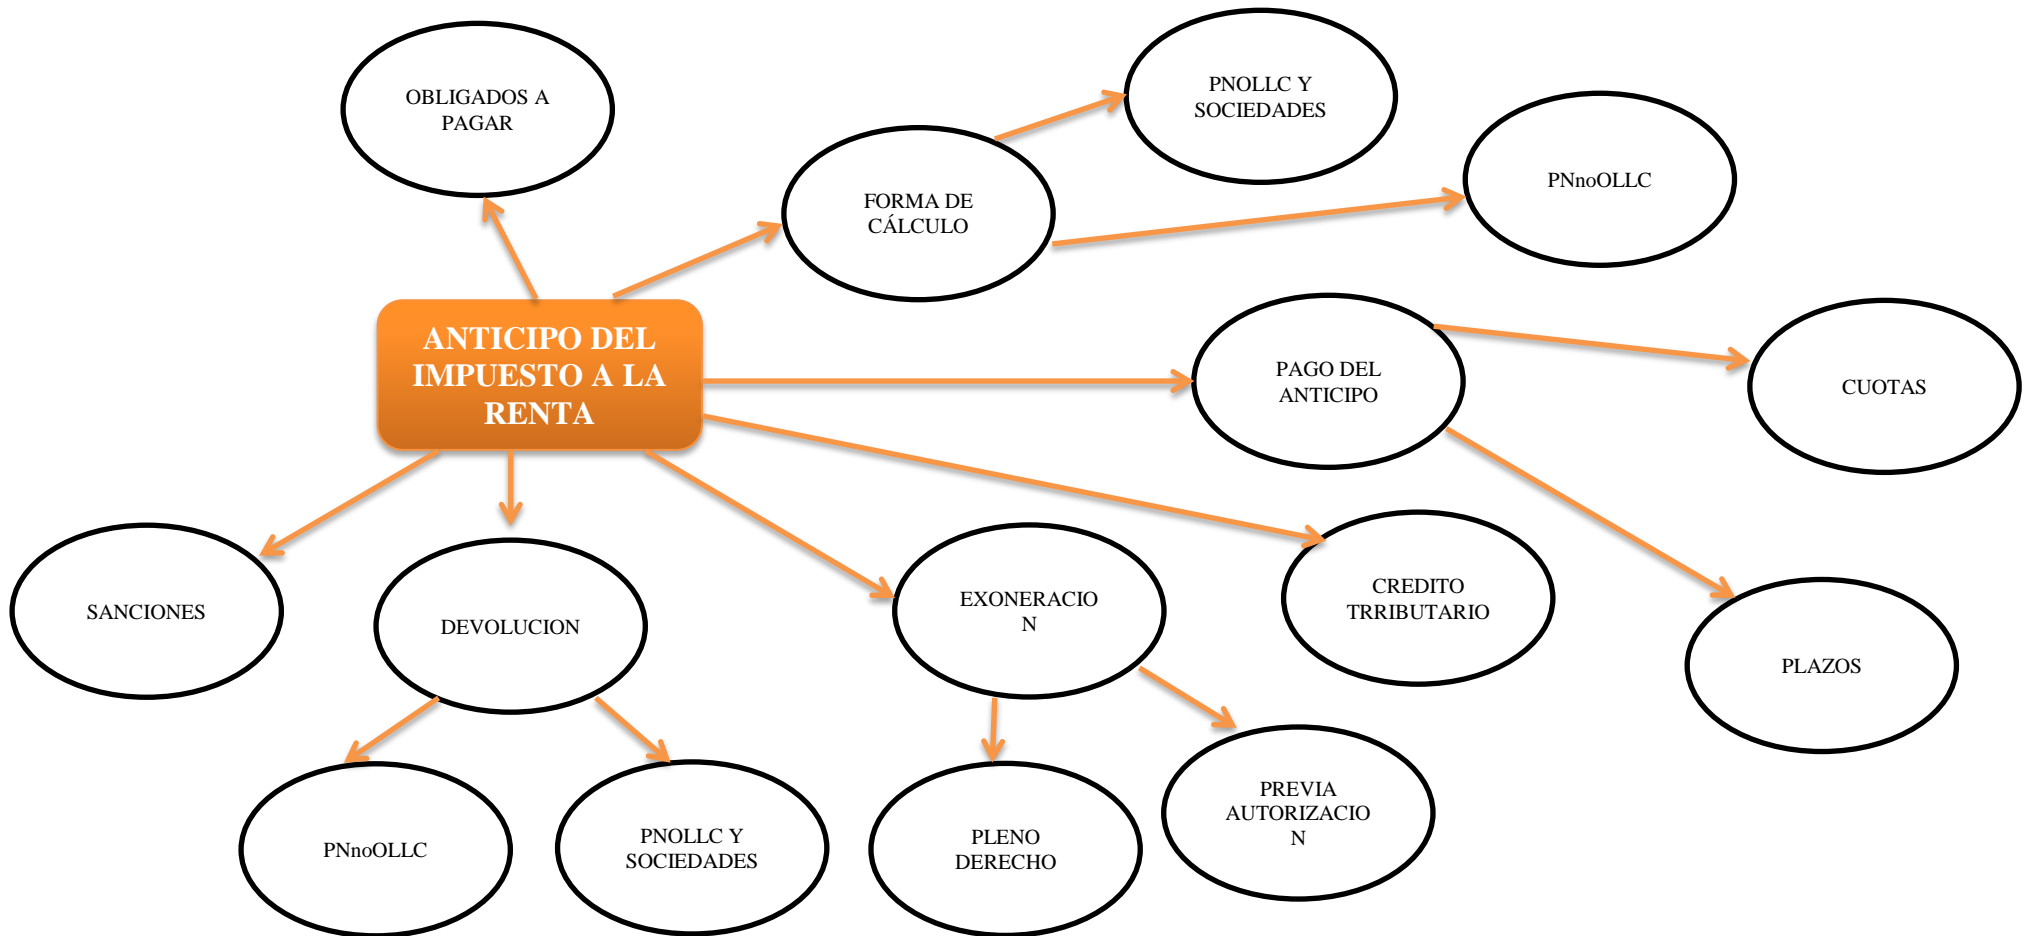 OBLIGADOS A
PAGAR
FORMA DE
CÁLCULO
PNOLLC Y
SOCIEDADES
PNnoOLLC
ANTICIPO DEL
IMPUESTO A LA
RENTA
PAGO DEL
ANTICIPO
CUOTAS
SANCIONES
DEVOLUCION
EXONERACIO
N
CREDITO
TRRIBUTARIO
PLAZOS
PNnoOLLC
PNOLLC Y
SOCIEDADES
PLENO
DERECHO
PREVIA
AUTORIZACIO
N